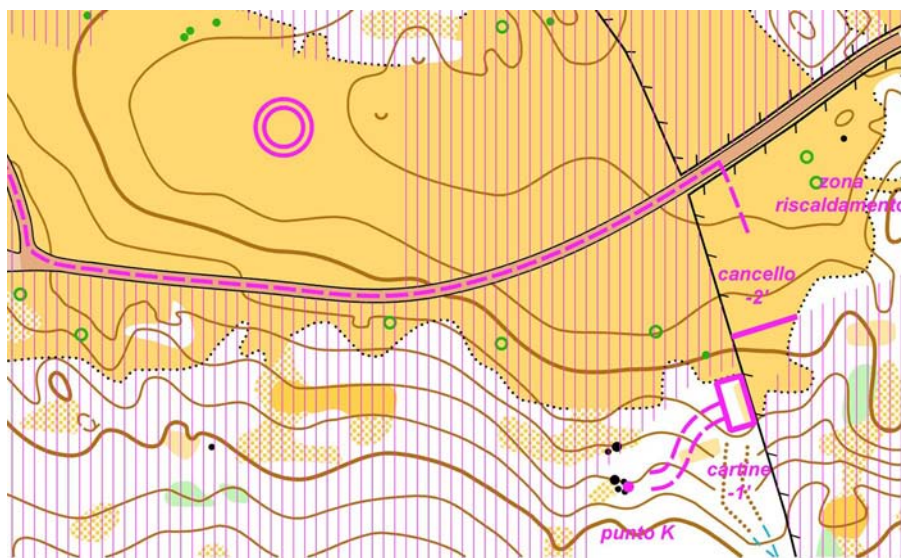 zona
riscaldamento
cancello
-2'
cartine
-1'
punto K